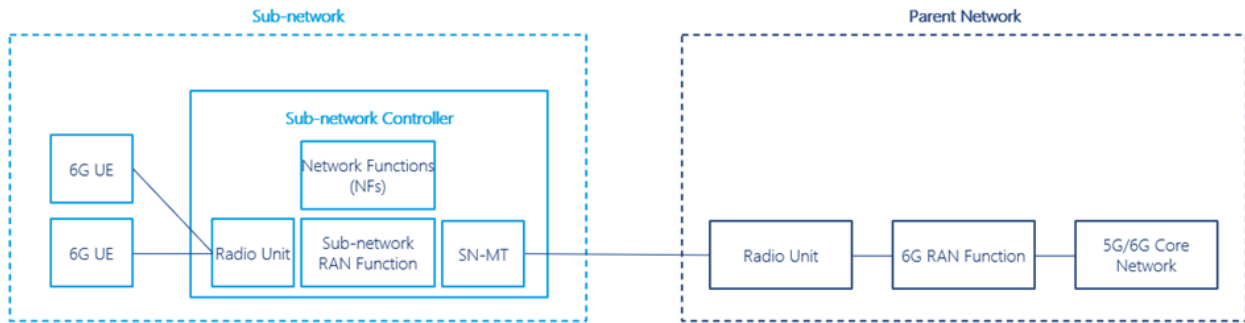 Sub-network
Parent Network
Sub-network Controller
6G UE
Network Functions
(NFs)
6G UE
Radio Unit
Sub-network
RAN Function
SN-MT
Radio Unit
6G RAN Function
5G/6G Core
Network